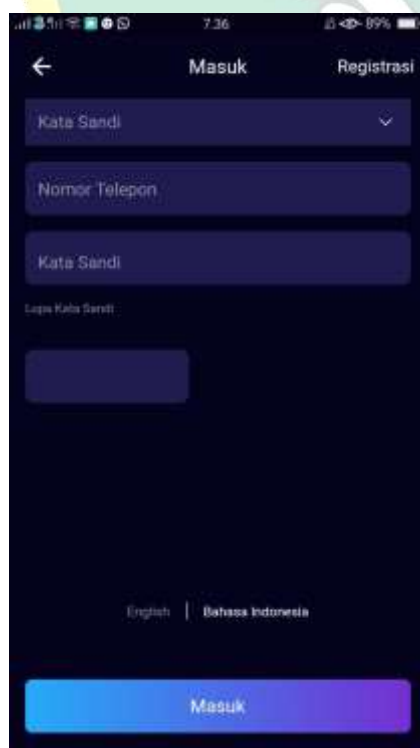 7.36 89%
Masuk Registrasi
Kata Sandi
Nomor Telepon
Kata Sandi
Lupa Kata Sandi
English | Bahasa Indonesia
Masuk